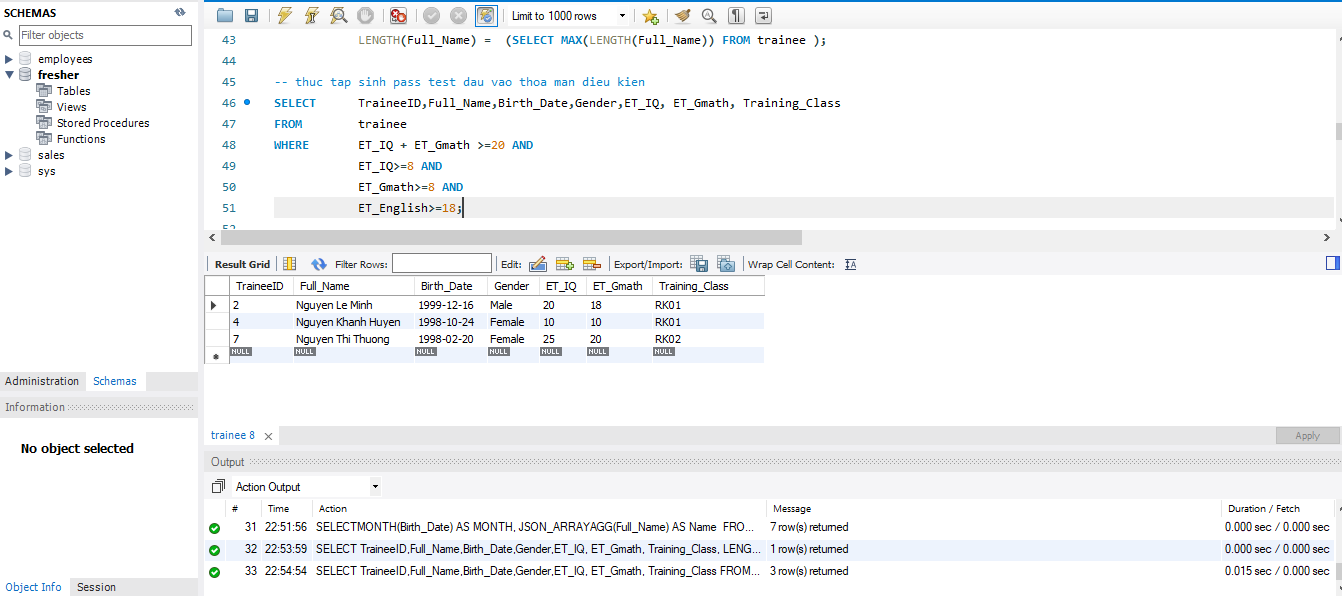 SCHEMAS
Filter objects
employees
fresher
Tables
Views
Stored Procedures
Functions
sales
sys
Administration Schemas
Information
No object selected
Object Info Session
Limit to 1000 rows
43 LENGTH(Full_Name) = (SELECT MAX(LENGTH(Full_Name)) FROM trainee );
44
45 -- thuc tap sinh pass test dau vao thoa man dieu kien
46 SELECT TraineeID,Full_Name,Birth_Date,Gender,ET_IQ, ET_Gmath, Training_Class
47 FROM trainee
48 WHERE ET_IQ + ET_Gmath >=20 AND
49 ET_IQ>=8 AND
50 ET_Gmath>=8 AND
51 ET_English>=18;
52
Result Grid Filter Rows: Edit: Export/Import: Wrap Cell Content: IA
TraineeID Full_Name Birth_Date Gender ET_IQ ET_Gmath Training_Class
2 Nguyen Le Minh 1999-12-16 Male 20 18 RK01
4 Nguyen Khanh Huyen 1998-10-24 Female 10 10 RK01
7 Nguyen Thi Thuong 1998-02-20 Female 25 20 RK02
NULL NULL NULL NULL NULL NULL NULL
trainee 8 Apply
Output
Action Output
# Time Action Message Duration / Fetch
31 22:51:56 SELECTMONTH(Birth_Date) AS MONTH, JSON_ARRAYAGG(Full_Name) AS Name FRO... 7 row(s) returned 0.000 sec / 0.000 sec
32 22:53:59 SELECT TraineeID,Full_Name,Birth_Date,Gender,ET_IQ, ET_Gmath, Training_Class, LENG... 1 row(s) returned 0.000 sec / 0.000 sec
33 22:54:54 SELECT TraineeID,Full_Name,Birth_Date,Gender,ET_IQ, ET_Gmath, Training_Class FROM... 3 row(s) returned 0.015 sec / 0.000 sec